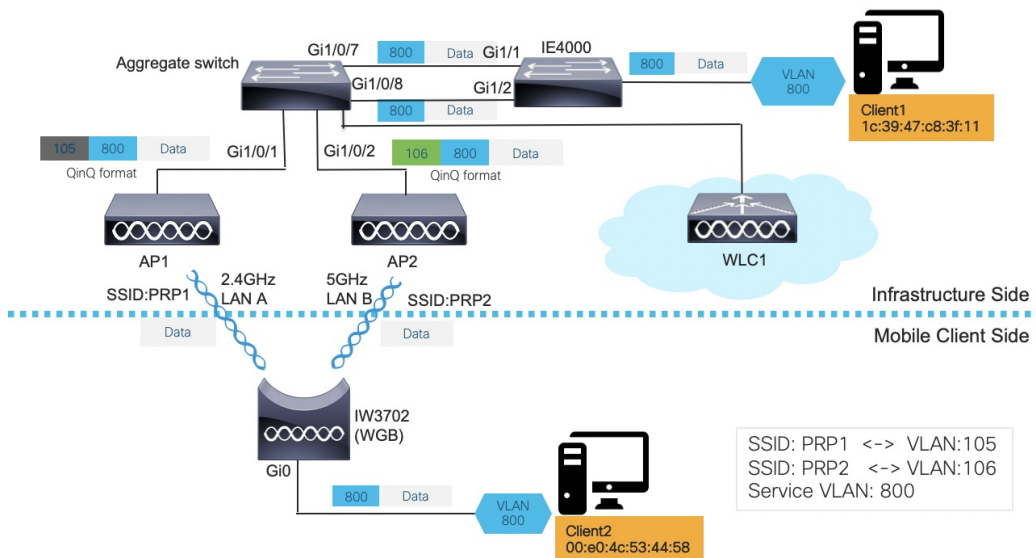 Gi1/0/7
800 Data
Gi1/1
IE4000
Aggregate switch
Gi1/0/8
Gi1/2
800 Data
800 Data
VLAN
800
Client1
1c:39:47:c8:3f:11
105 800 Data
QinQ format
Gi1/0/1
Gi1/0/2
106 800 Data
QinQ format
AP1
AP2
WLC1
SSID:PRP1
2.4GHz
LAN A
5GHz
LAN B
SSID:PRP2
Infrastructure Side
Data
Data
Mobile Client Side
IW3702
(WGB)
Gi0
800 Data
VLAN
800
Client2
00:e0:4c:53:44:58
SSID: PRP1 <-> VLAN:105
SSID: PRP2 <-> VLAN:106
Service VLAN: 800